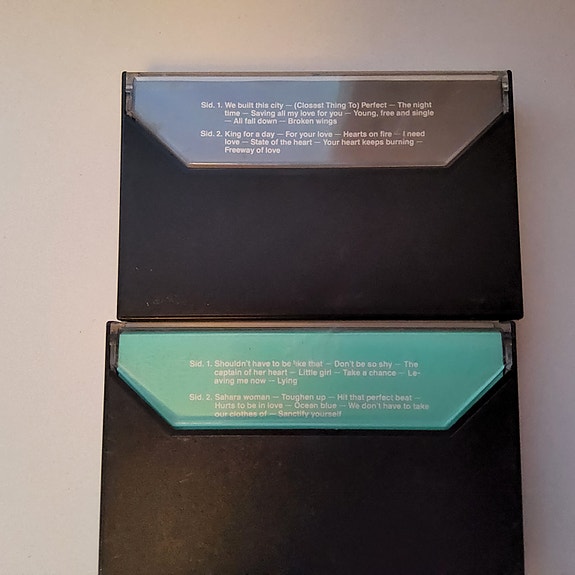 Sid. 1. We built this city — (Closest Thing To) Perfect — The night
time — Saving all my love for you — Young, free and single
— All fall down — Broken wings
Sid. 2. King for a day — For your love — Hearts on fire — I need
love — State of the heart — Your heart keeps burning —
Freeway of love
Sid. 1. Shouldn't have to be like that — Don't be so shy — The
captain of her heart — Little girl — Take a chance — Le-
aving me now — Lying
Sid. 2. Sahara woman — Toughen up — Hit that perfect beat —
Hurts to be in love — Ocean blue — We don't have to take
our clothes of — Sanctify yourself